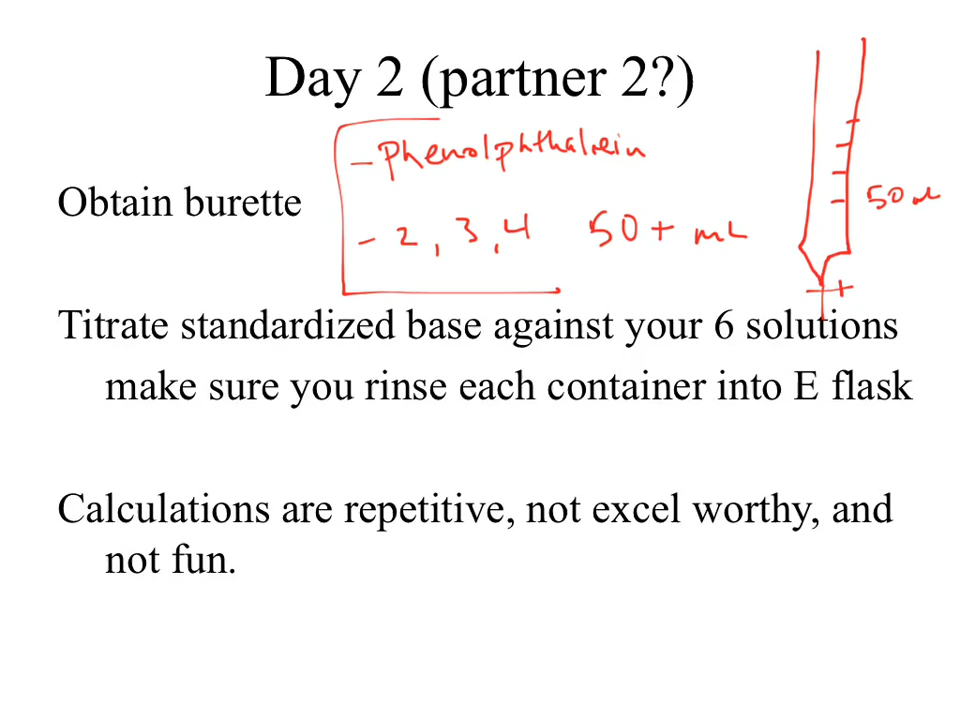 Day 2 (partner 2?)
- Phenolphthalein
Obtain burette
50 mL
- 2, 3, 4 50 + mL
Titrate standardized base against your 6 solutions
make sure you rinse each container into E flask
Calculations are repetitive, not excel worthy, and
not fun.